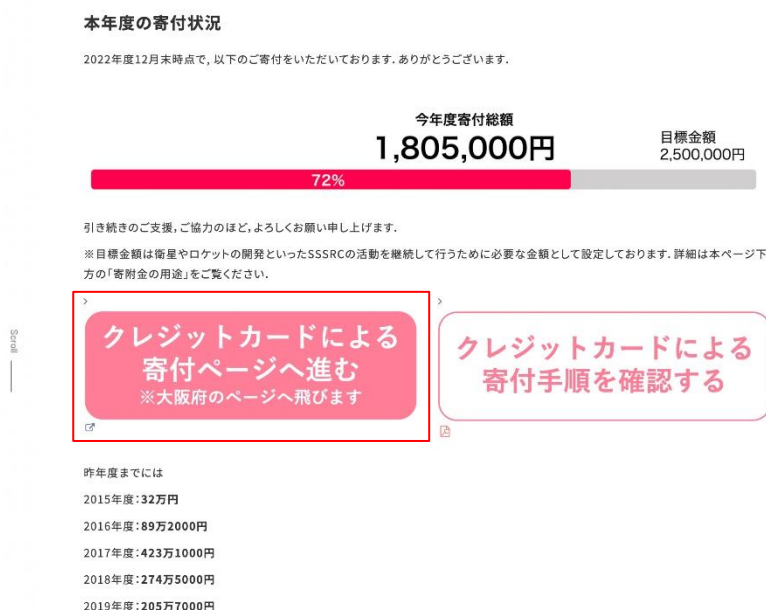 本年度の寄付状況
2022年度12月末時点で, 以下のご寄付をいただいております. ありがとうございます.
今年度寄付総額
1,805,000円
目標金額
2,500,000円
72%
引き続きのご支援, ご協力のほど, よろしくお願い申し上げます.
※目標金額は衛星やロケットの開発といったSSSRCの活動を継続して行うために必要な金額として設定しております. 詳細は本ページ下
方の「寄附金の用途」をご覧ください.
クレジットカードによる
寄付ページへ進む
※大阪府のページへ飛びます
クレジットカードによる
寄付手順を確認する
Scroll
昨年度までには
2015年度：32万円
2016年度：89万2000円
2017年度：423万1000円
2018年度：274万5000円
2019年度：205万7000円